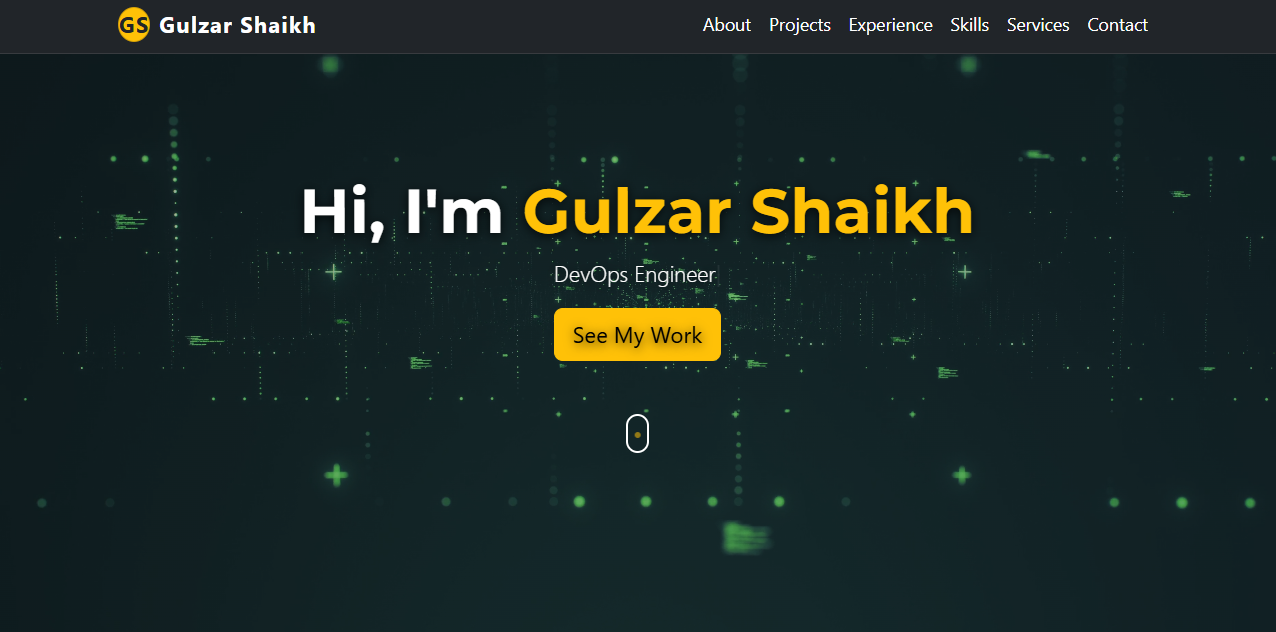 GS Gulzar Shaikh
About Projects Experience Skills Services Contact
Hi, I'm Gulzar Shaikh
DevOps Engineer
See My Work